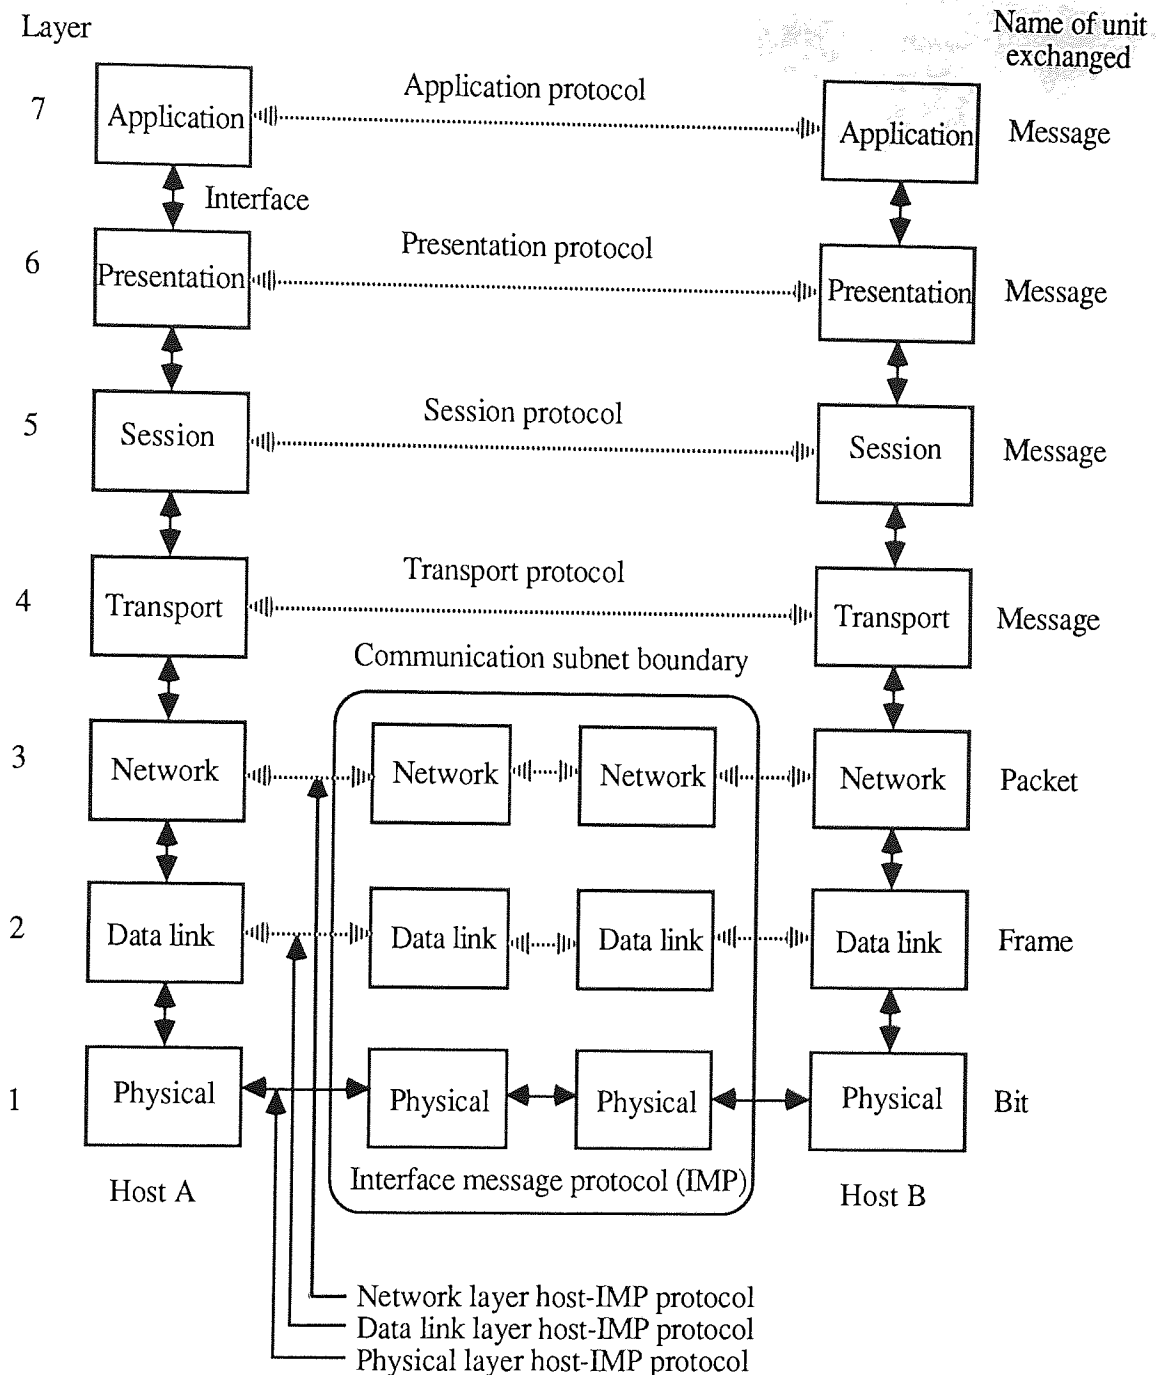 Layer
Name of unit
exchanged
7
Application
Application protocol
Application
Message
Interface
6
Presentation
Presentation protocol
Presentation
Message
5
Session
Session protocol
Session
Message
4
Transport
Transport protocol
Transport
Message
Communication subnet boundary
3
Network
Network
Network
Network
Packet
2
Data link
Data link
Data link
Data link
Frame
1
Physical
Physical
Physical
Physical
Bit
Interface message protocol (IMP)
Host A
Host B
Network layer host-IMP protocol
Data link layer host-IMP protocol
Physical layer host-IMP protocol